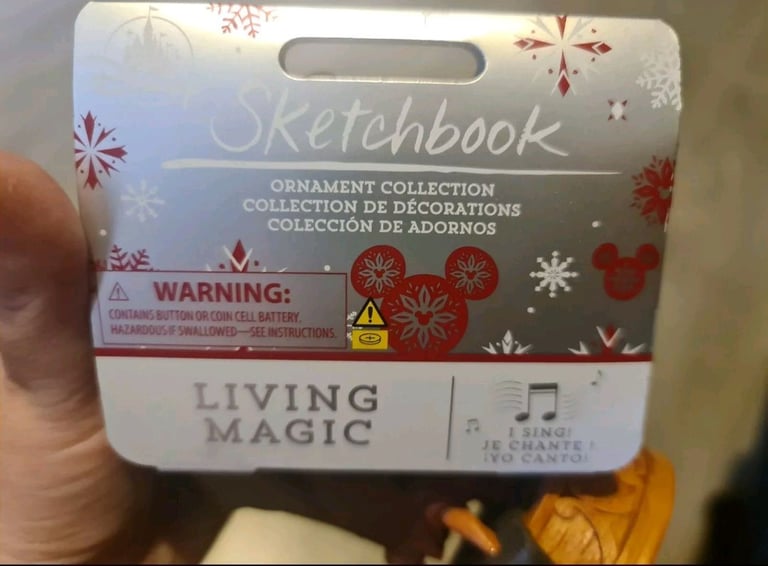 Sketchbook
ORNAMENT COLLECTION
COLLECTION DE DÉCORATIONS
COLECCIÓN DE ADORNOS
WARNING:
CONTAINS BUTTON OR COIN CELL BATTERY.
HAZARDOUS IF SWALLOWED—SEE INSTRUCTIONS.
LIVING
MAGIC
I SING!
JE CHANTE !
¡YO CANTO!